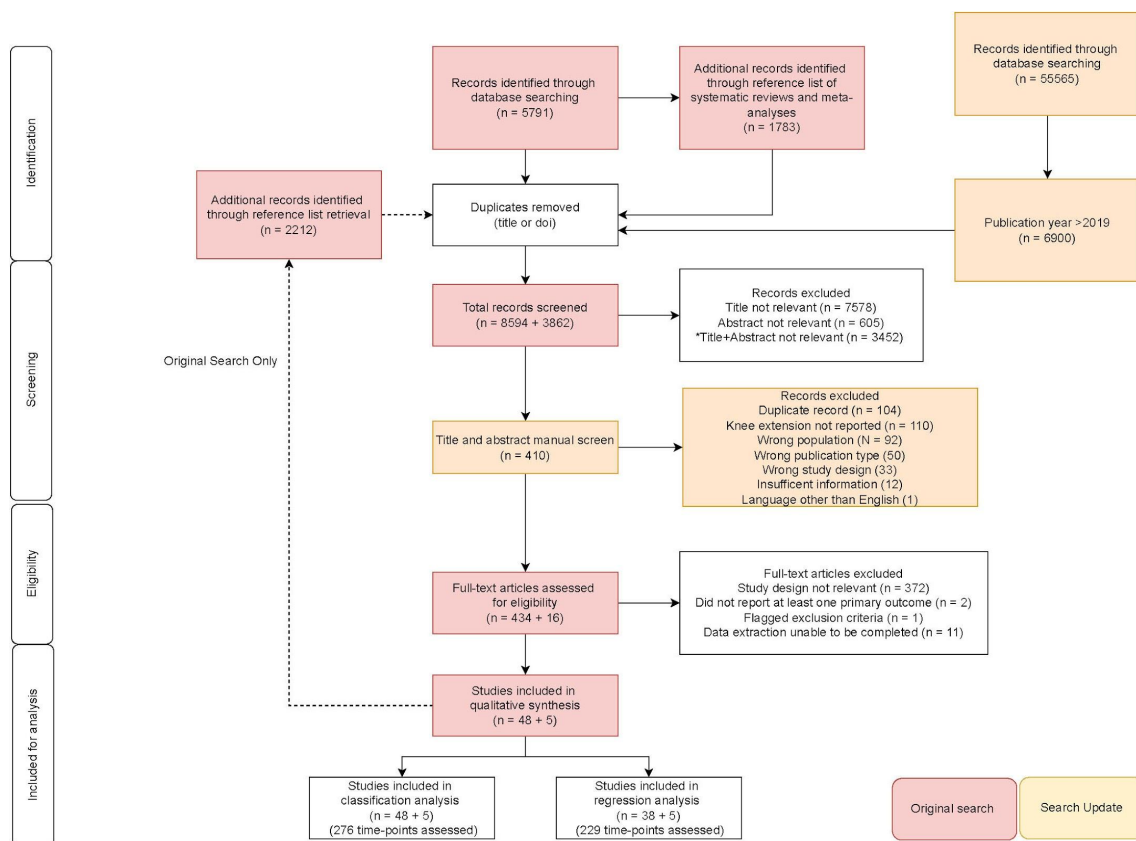 Identification
Records identified through
database searching
(n = 5791)
Additional records identified
through reference list of
systematic reviews and meta-
analyses
(n = 1783)
Records identified through
database searching
n = 55565)
Additional records identified
through reference list retrieval
(n = 2212)
Duplicates removed
(title or doi)
Publication year >2019
(n = 6900)
Screening
Total records screened
(n = 8594 + 3862)
Records excluded
Title not relevant (n = 7578)
Abstract not relevant (n = 605)
*Title+Abstract not relevant (n = 3452)
Original Search Only
Title and abstract manual screen
(n = 410)
Records excluded
Duplicate record (n = 104)
Knee extension not reported (n = 110)
Wrong population (N = 92)
Wrong publication type (50)
Wrong study design (33)
Insufficent information (12)
Language other than English (1)
Eligibility
Full-text articles assessed
for eligibility
(n = 434 + 16)
Full-text articles excluded
Study design not relevant (n = 372)
Did not report at least one primary outcome (n = 2)
Flagged exclusion criteria (n = 1)
Data extraction unable to be completed (n = 11)
Included for analysis
Studies included in
qualitative synthesis
(n = 48 + 5)
Studies included in
classification analysis
(n = 48 + 5)
(276 time-points assessed)
Studies included in
regression analysis
(n = 38 + 5)
(229 time-points assessed)
Original search
Search Update